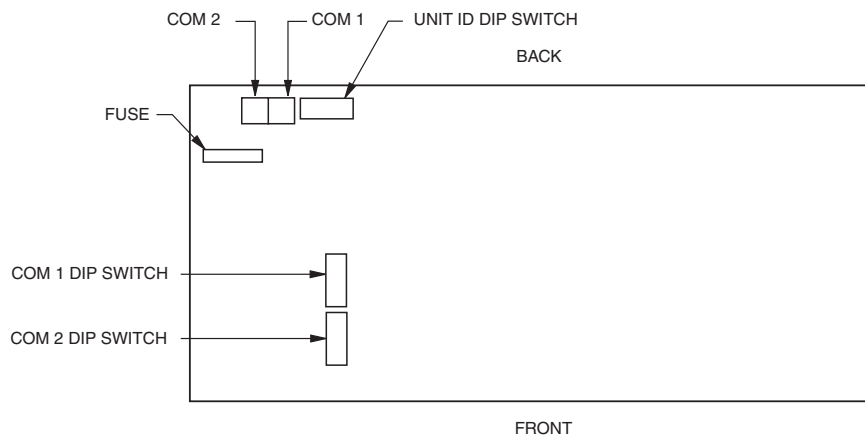 COM 2
COM 1
UNIT ID DIP SWITCH
BACK
FUSE
COM 1 DIP SWITCH
COM 2 DIP SWITCH
FRONT